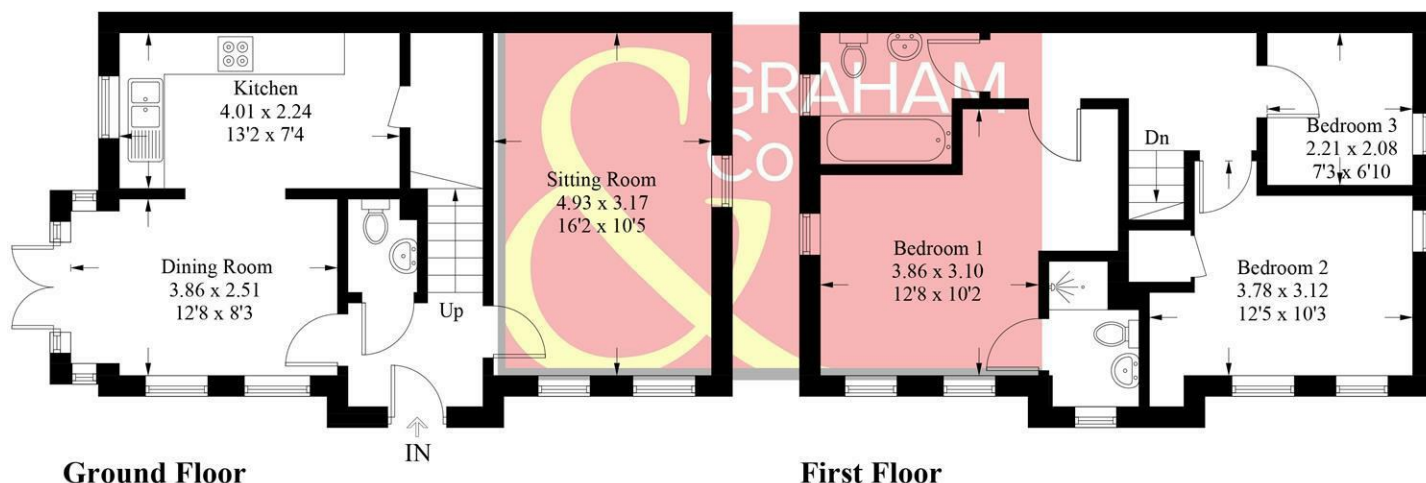 Kitchen
4.01 x 2.24
13'2 x 7'4
Dining Room
3.86 x 2.51
12'8 x 8'3
Up
IN
Sitting Room
4.93 x 3.17
16'2 x 10'5
GRAHAM
Co
&
Bedroom 1
3.86 x 3.10
12'8 x 10'2
Dn
Bedroom 3
2.21 x 2.08
7'3 x 6'10
Bedroom 2
3.78 x 3.12
12'5 x 10'3
Ground Floor
First Floor